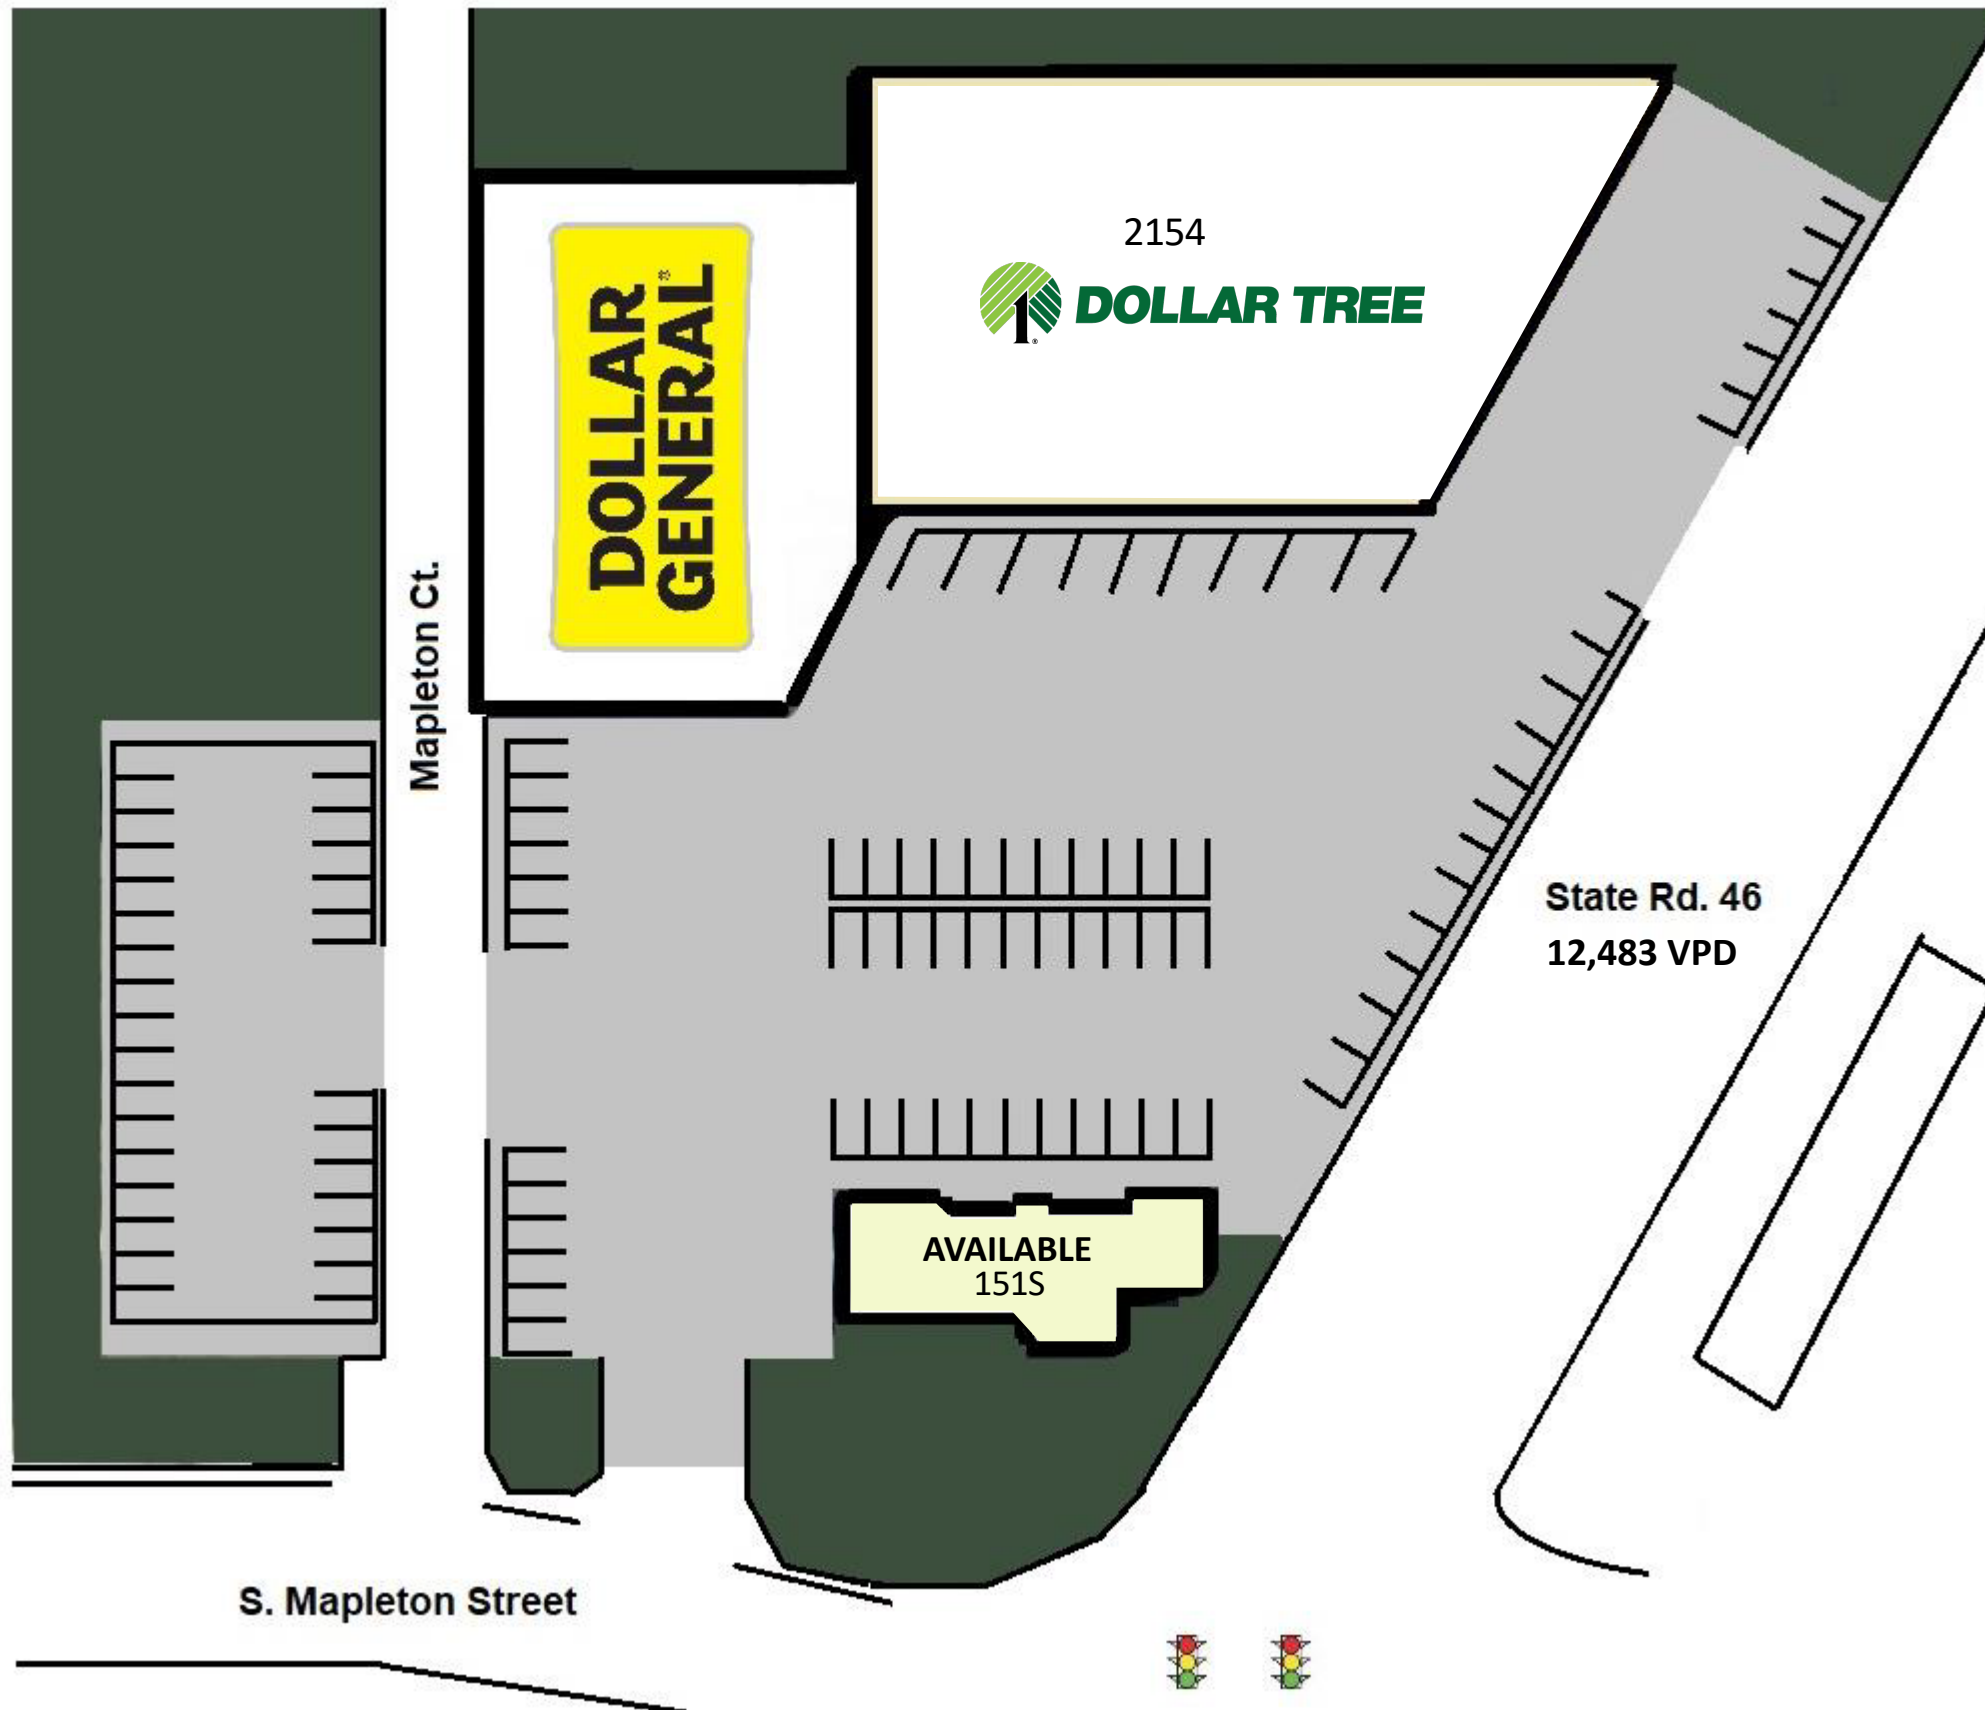 2154
DOLLAR TREE
DOLLAR
GENERAL®
Mapleton Ct.
State Rd. 46
12,483 VPD
AVAILABLE
151S
S. Mapleton Street